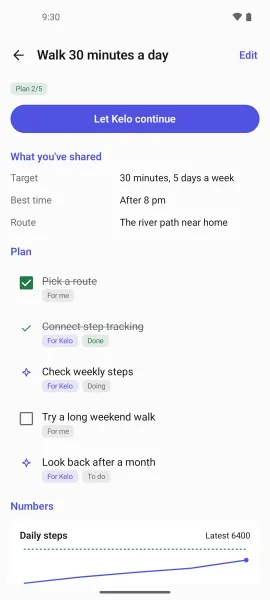 9:30
Walk 30 minutes a day
Edit
Plan 2/5
Let Kelo continue
What you've shared
Target 30 minutes, 5 days a week
Best time After 8 pm
Route The river path near home
Plan
Pick a route
For me
Connect step tracking
For Kelo Done
Check weekly steps
For Kelo Doing
Try a long weekend walk
For me
Look back after a month
For Kelo To do
Numbers
Daily steps Latest 6400